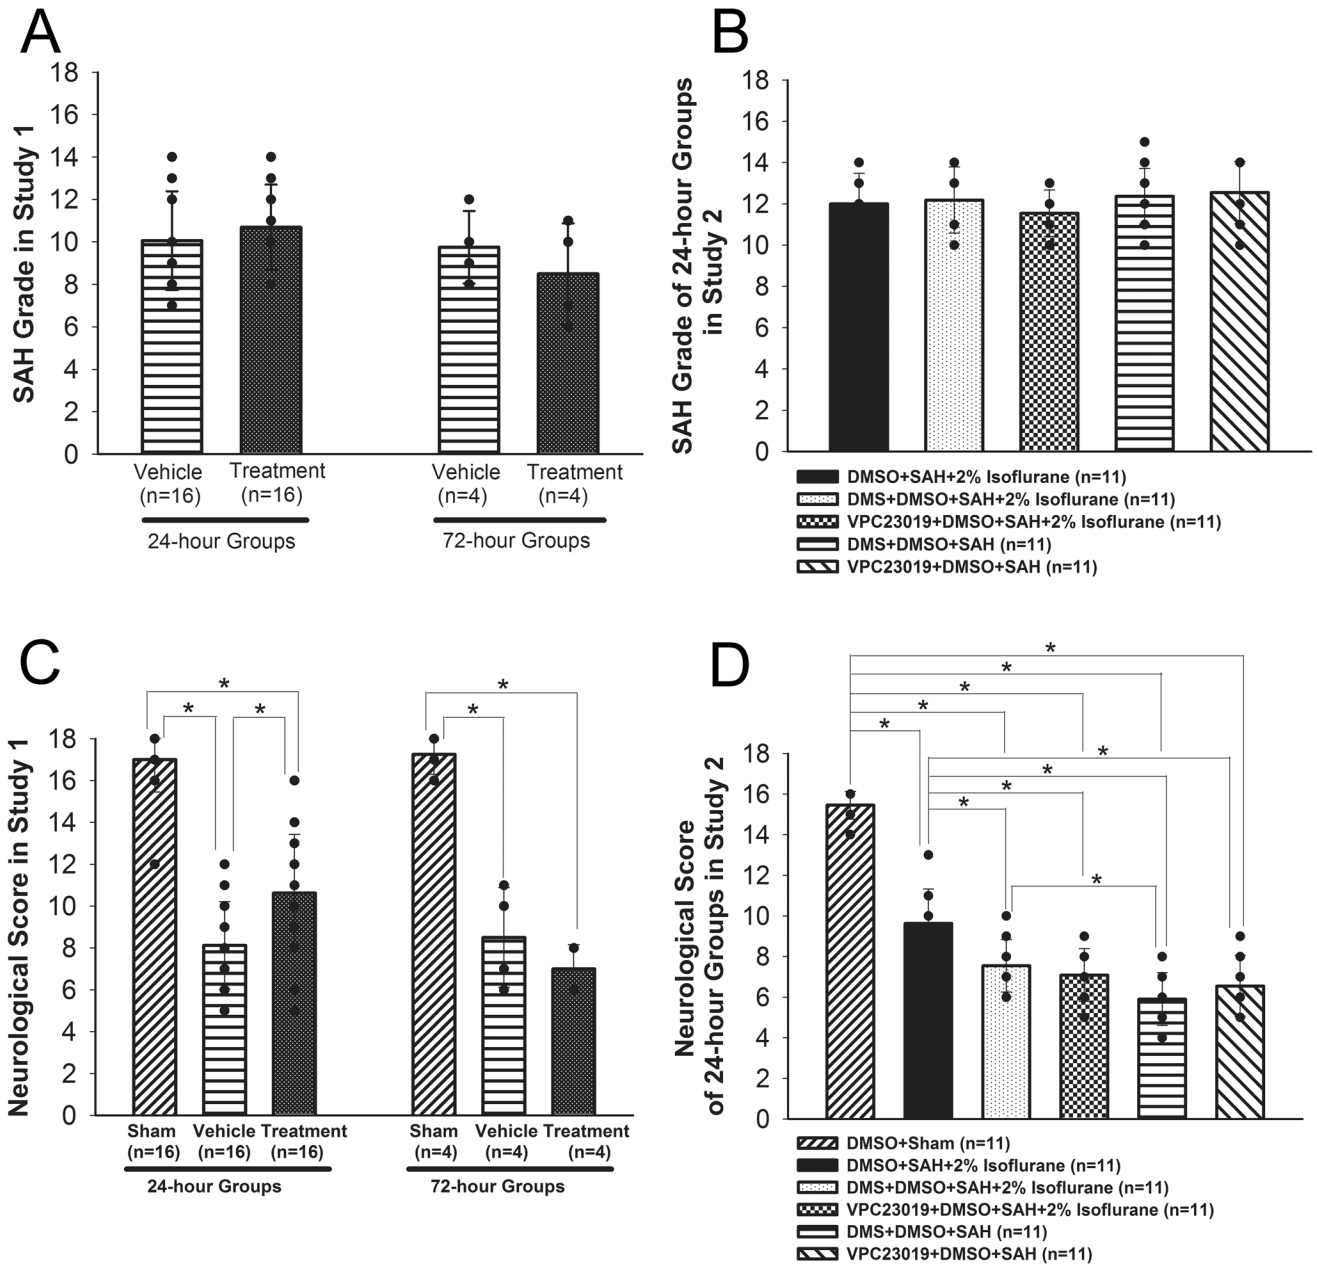 A
SAH Grade in Study 1
18
16
14
12
10
8
6
4
2
0
Vehicle Treatment Vehicle Treatment
(n=16) (n=16) (n=4) (n=4)
24-hour Groups 72-hour Groups
B
SAH Grade of 24-hour Groups
in Study 2
18
16
14
12
10
8
6
4
2
0
DMSO+SAH+2% Isoflurane (n=11)
DMS+DMSO+SAH+2% Isoflurane (n=11)
VPC23019+DMSO+SAH+2% Isoflurane (n=11)
DMS+DMSO+SAH (n=11)
VPC23019+DMSO+SAH (n=11)
C
Neurological Score in Study 1
18
16
14
12
10
8
6
4
2
0
*
* *
*
*
Sham Vehicle Treatment Sham Vehicle Treatment
(n=16) (n=16) (n=16) (n=4) (n=4) (n=4)
24-hour Groups 72-hour Groups
D
Neurological Score
of 24-hour Groups in Study 2
18
16
14
12
10
8
6
4
2
0
*
*
*
*
*
*
*
*
*
*
DMSO+Sham (n=11)
DMSO+SAH+2% Isoflurane (n=11)
DMS+DMSO+SAH+2% Isoflurane (n=11)
VPC23019+DMSO+SAH+2% Isoflurane (n=11)
DMS+DMSO+SAH (n=11)
VPC23019+DMSO+SAH (n=11)